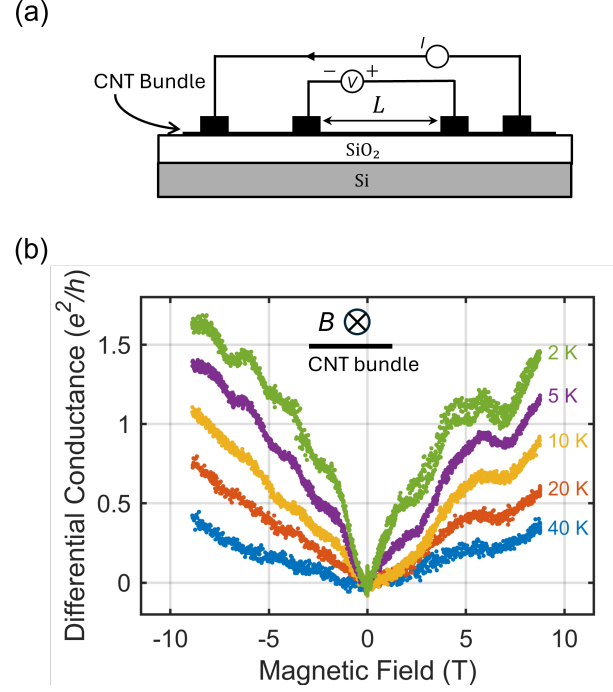 (a)
I
CNT Bundle
− V +
L
SiO₂
Si
(b)
Differential Conductance (e²/h)
1.5
1
0.5
0
B
CNT bundle
2 K
5 K
10 K
20 K
40 K
-10 -5 0 5 10
Magnetic Field (T)